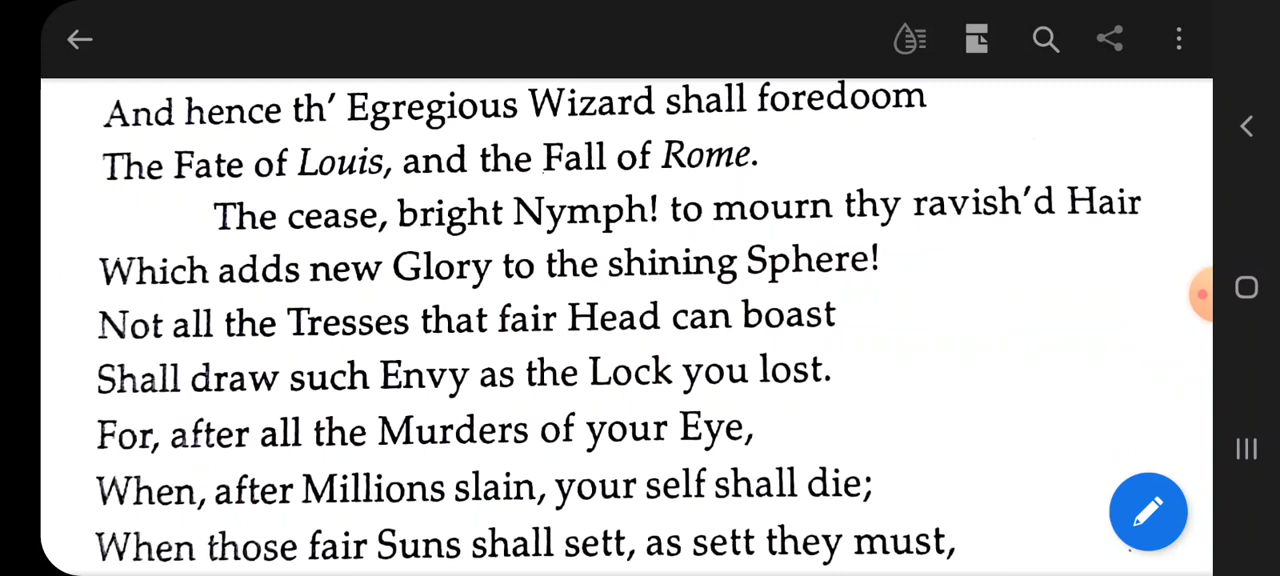 And hence th' Egregious Wizard shall foredoom
The Fate of Louis, and the Fall of Rome.
The cease, bright Nymph! to mourn thy ravish'd Hair
Which adds new Glory to the shining Sphere!
Not all the Tresses that fair Head can boast
Shall draw such Envy as the Lock you lost.
For, after all the Murders of your Eye,
When, after Millions slain, your self shall die;
When those fair Suns shall sett, as sett they must,